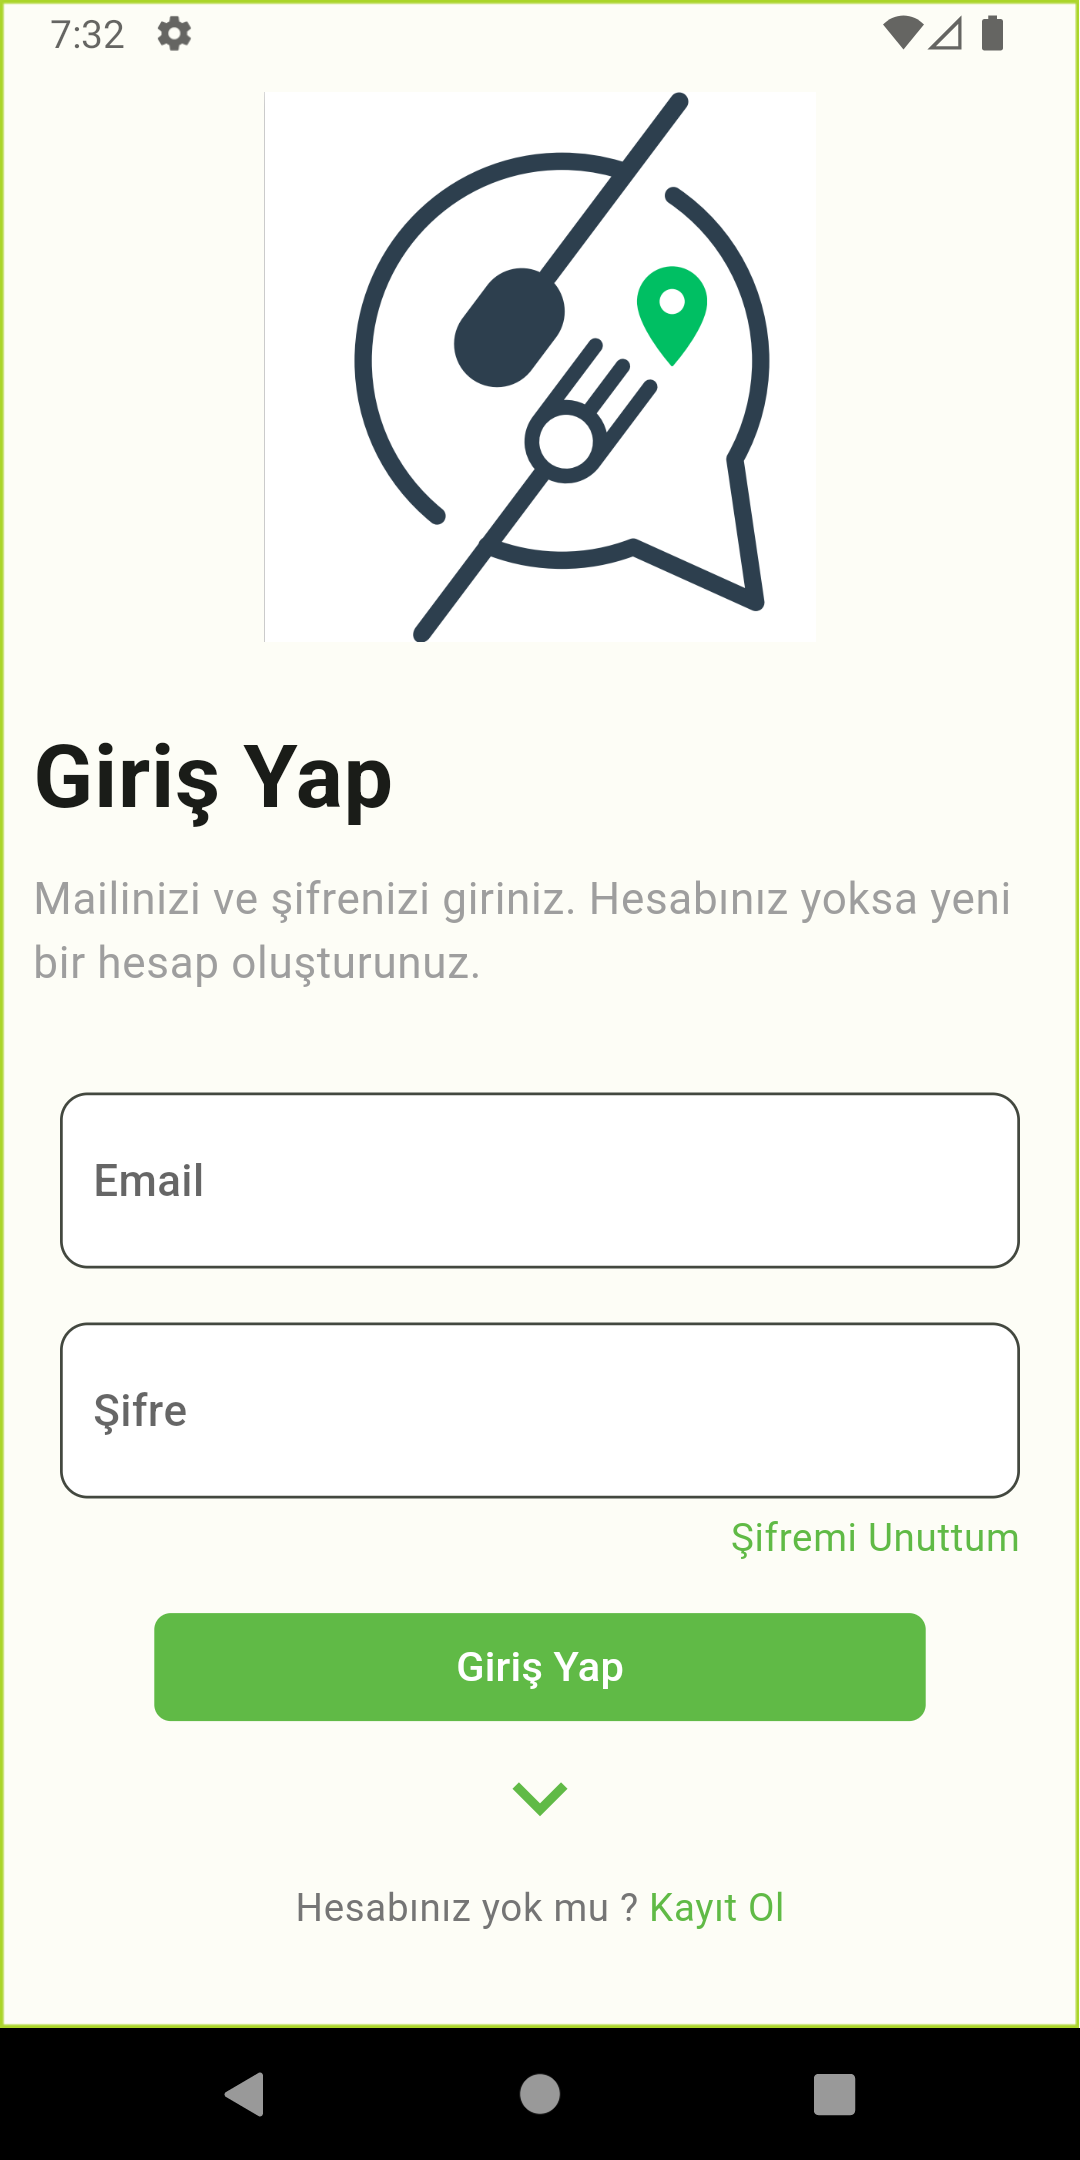 7:32
Giriş Yap
Mailinizi ve şifrenizi giriniz. Hesabınız yoksa yeni
bir hesap oluşturunuz.
Email
Şifre
Şifremi Unuttum
Giriş Yap
Hesabınız yok mu ? Kayıt Ol